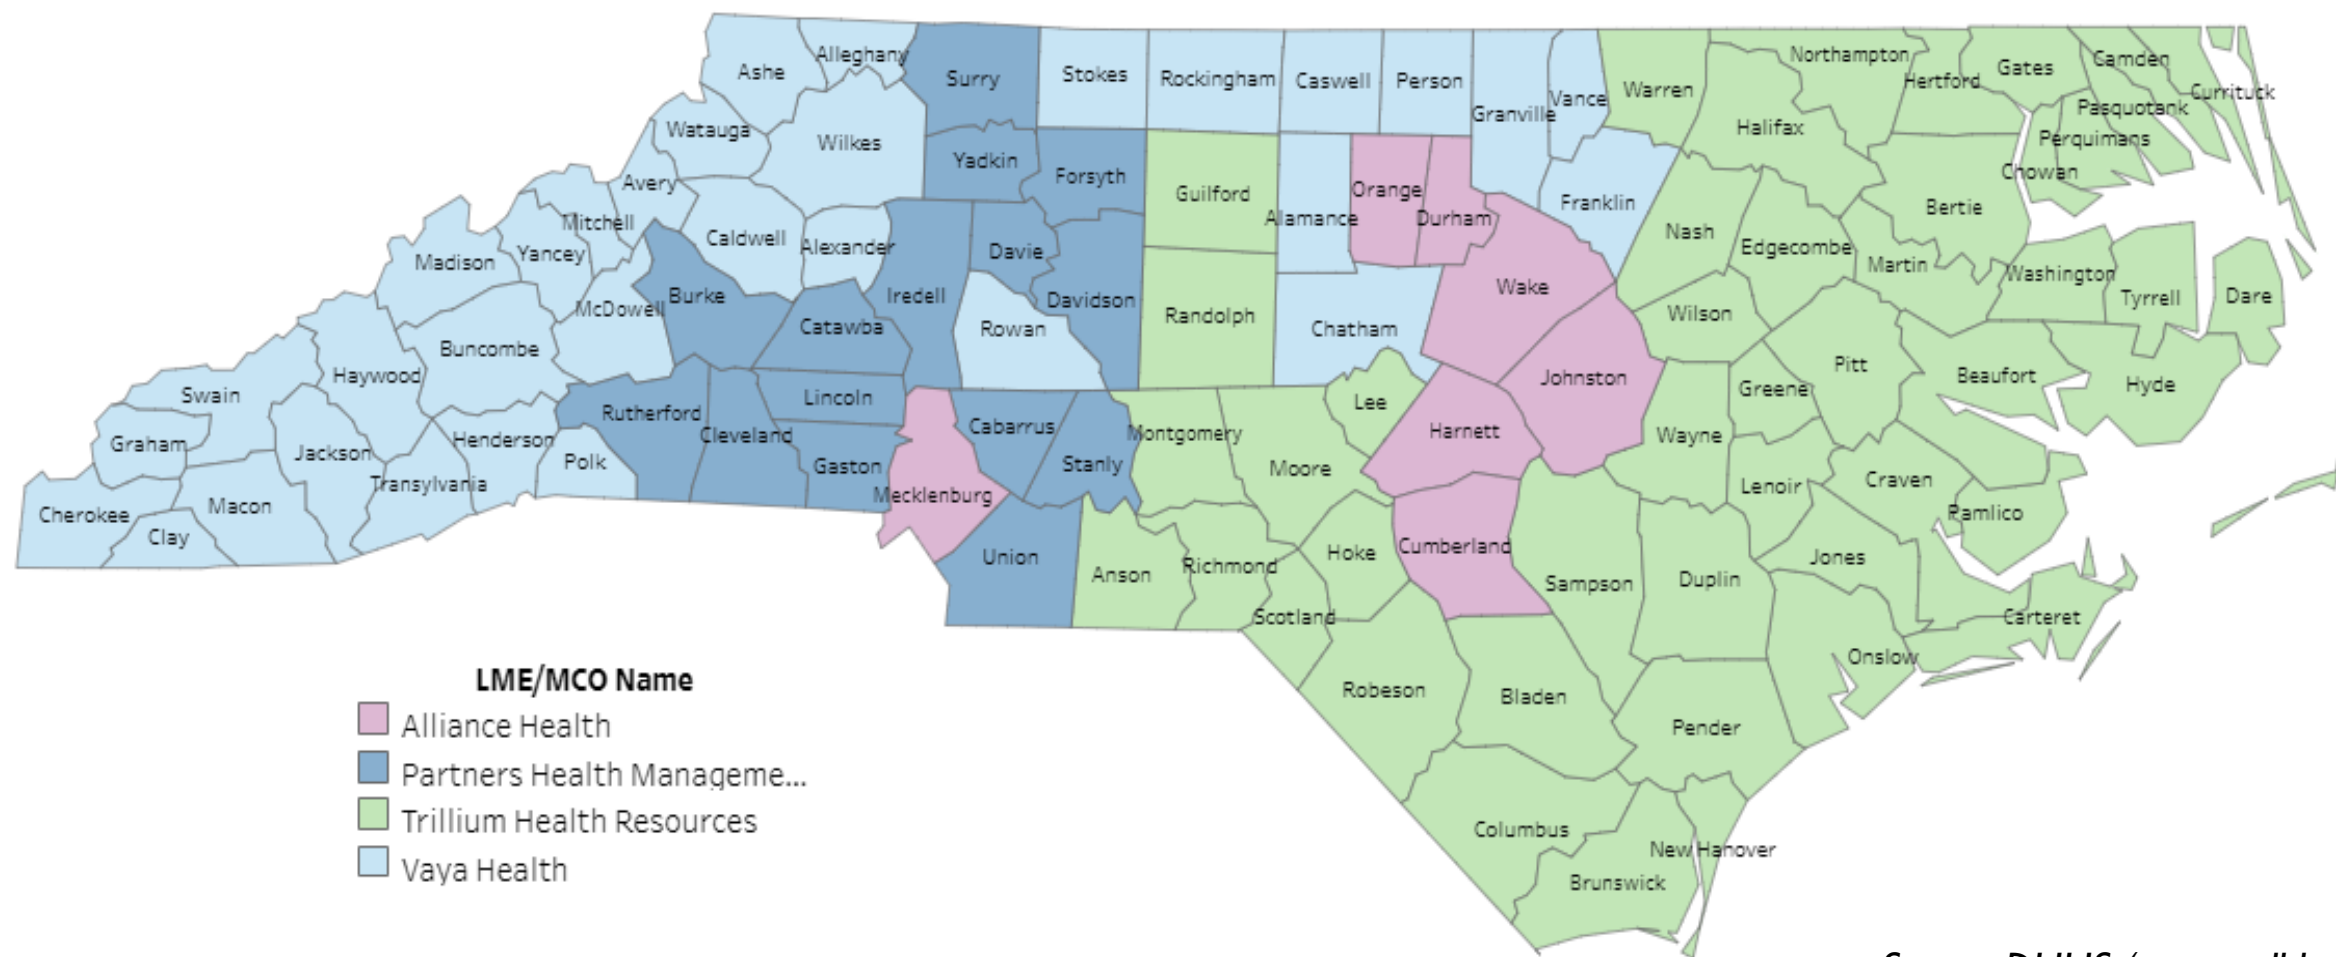 Ashe
Alleghany
Surry
Stokes
Rockingham
Caswell
Person
Granville
Vance
Warren
Northampton
Hertford
Gates
Camden
Currituck
Pasquotank
Perquimans
Chowan
Halifax
Watauga
Wilkes
Yadkin
Forsyth
Guilford
Alamance
Orange
Durham
Franklin
Nash
Edgecombe
Bertie
Martin
Washington
Tyrrell
Dare
Avery
Mitchell
Yancey
Madison
Caldwell
Alexander
Davie
Iredell
Davidson
Randolph
Chatham
Wake
Wilson
Burke
McDowell
Catawba
Rowan
Buncombe
Haywood
Swain
Graham
Jackson
Henderson
Rutherford
Cleveland
Lincoln
Gaston
Mecklenburg
Cabarrus
Stanly
Montgomery
Moore
Lee
Harnett
Johnston
Wayne
Greene
Pitt
Beaufort
Hyde
Cherokee
Clay
Macon
Transylvania
Polk
Union
Anson
Richmond
Scotland
Hoke
Cumberland
Sampson
Duplin
Lenoir
Craven
Pamlico
Jones
Carteret
Onslow
Robeson
Bladen
Pender
Columbus
New Hanover
Brunswick
LME/MCO Name
Alliance Health
Partners Health Manageme...
Trillium Health Resources
Vaya Health